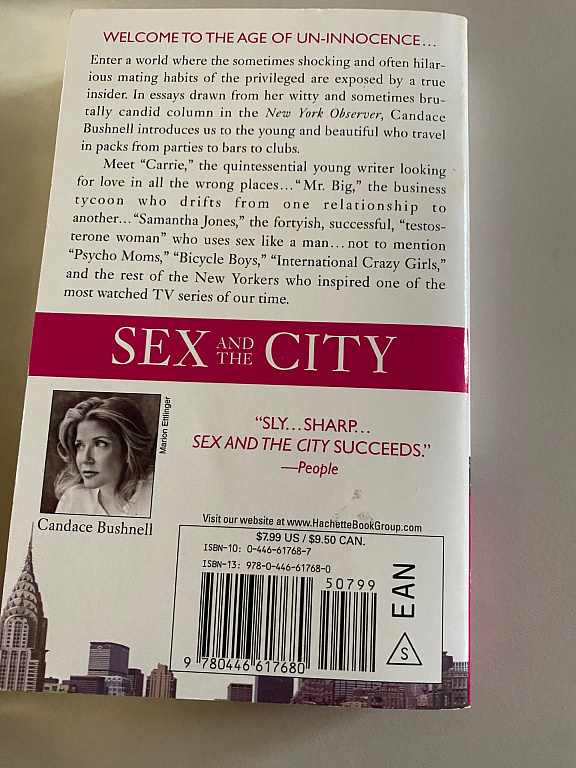 WELCOME TO THE AGE OF UN-INNOCENCE...
Enter a world where the sometimes shocking and often hilar-
ious mating habits of the privileged are exposed by a true
insider. In essays drawn from her witty and sometimes bru-
tally candid column in the New York Observer, Candace
Bushnell introduces us to the young and beautiful who travel
in packs from parties to bars to clubs.
Meet “Carrie,” the quintessential young writer looking
for love in all the wrong places...“Mr. Big,” the business
tycoon who drifts from one relationship to
another...“Samantha Jones,” the fortyish, successful, “testos-
terone woman” who uses sex like a man...not to mention
“Psycho Moms,” “Bicycle Boys,” “International Crazy Girls,”
and the rest of the New Yorkers who inspired one of the
most watched TV series of our time.
SEX AND THE CITY
Marion Ettlinger
Candace Bushnell
“SLY...SHARP...
SEX AND THE CITY SUCCEEDS.”
—People
Visit our website at www.HachetteBookGroup.com
$7.99 US / $9.50 CAN.
ISBN-10: 0-446-61768-7
ISBN-13: 978-0-446-61768-0
50799
EAN
S
9 780446 617680